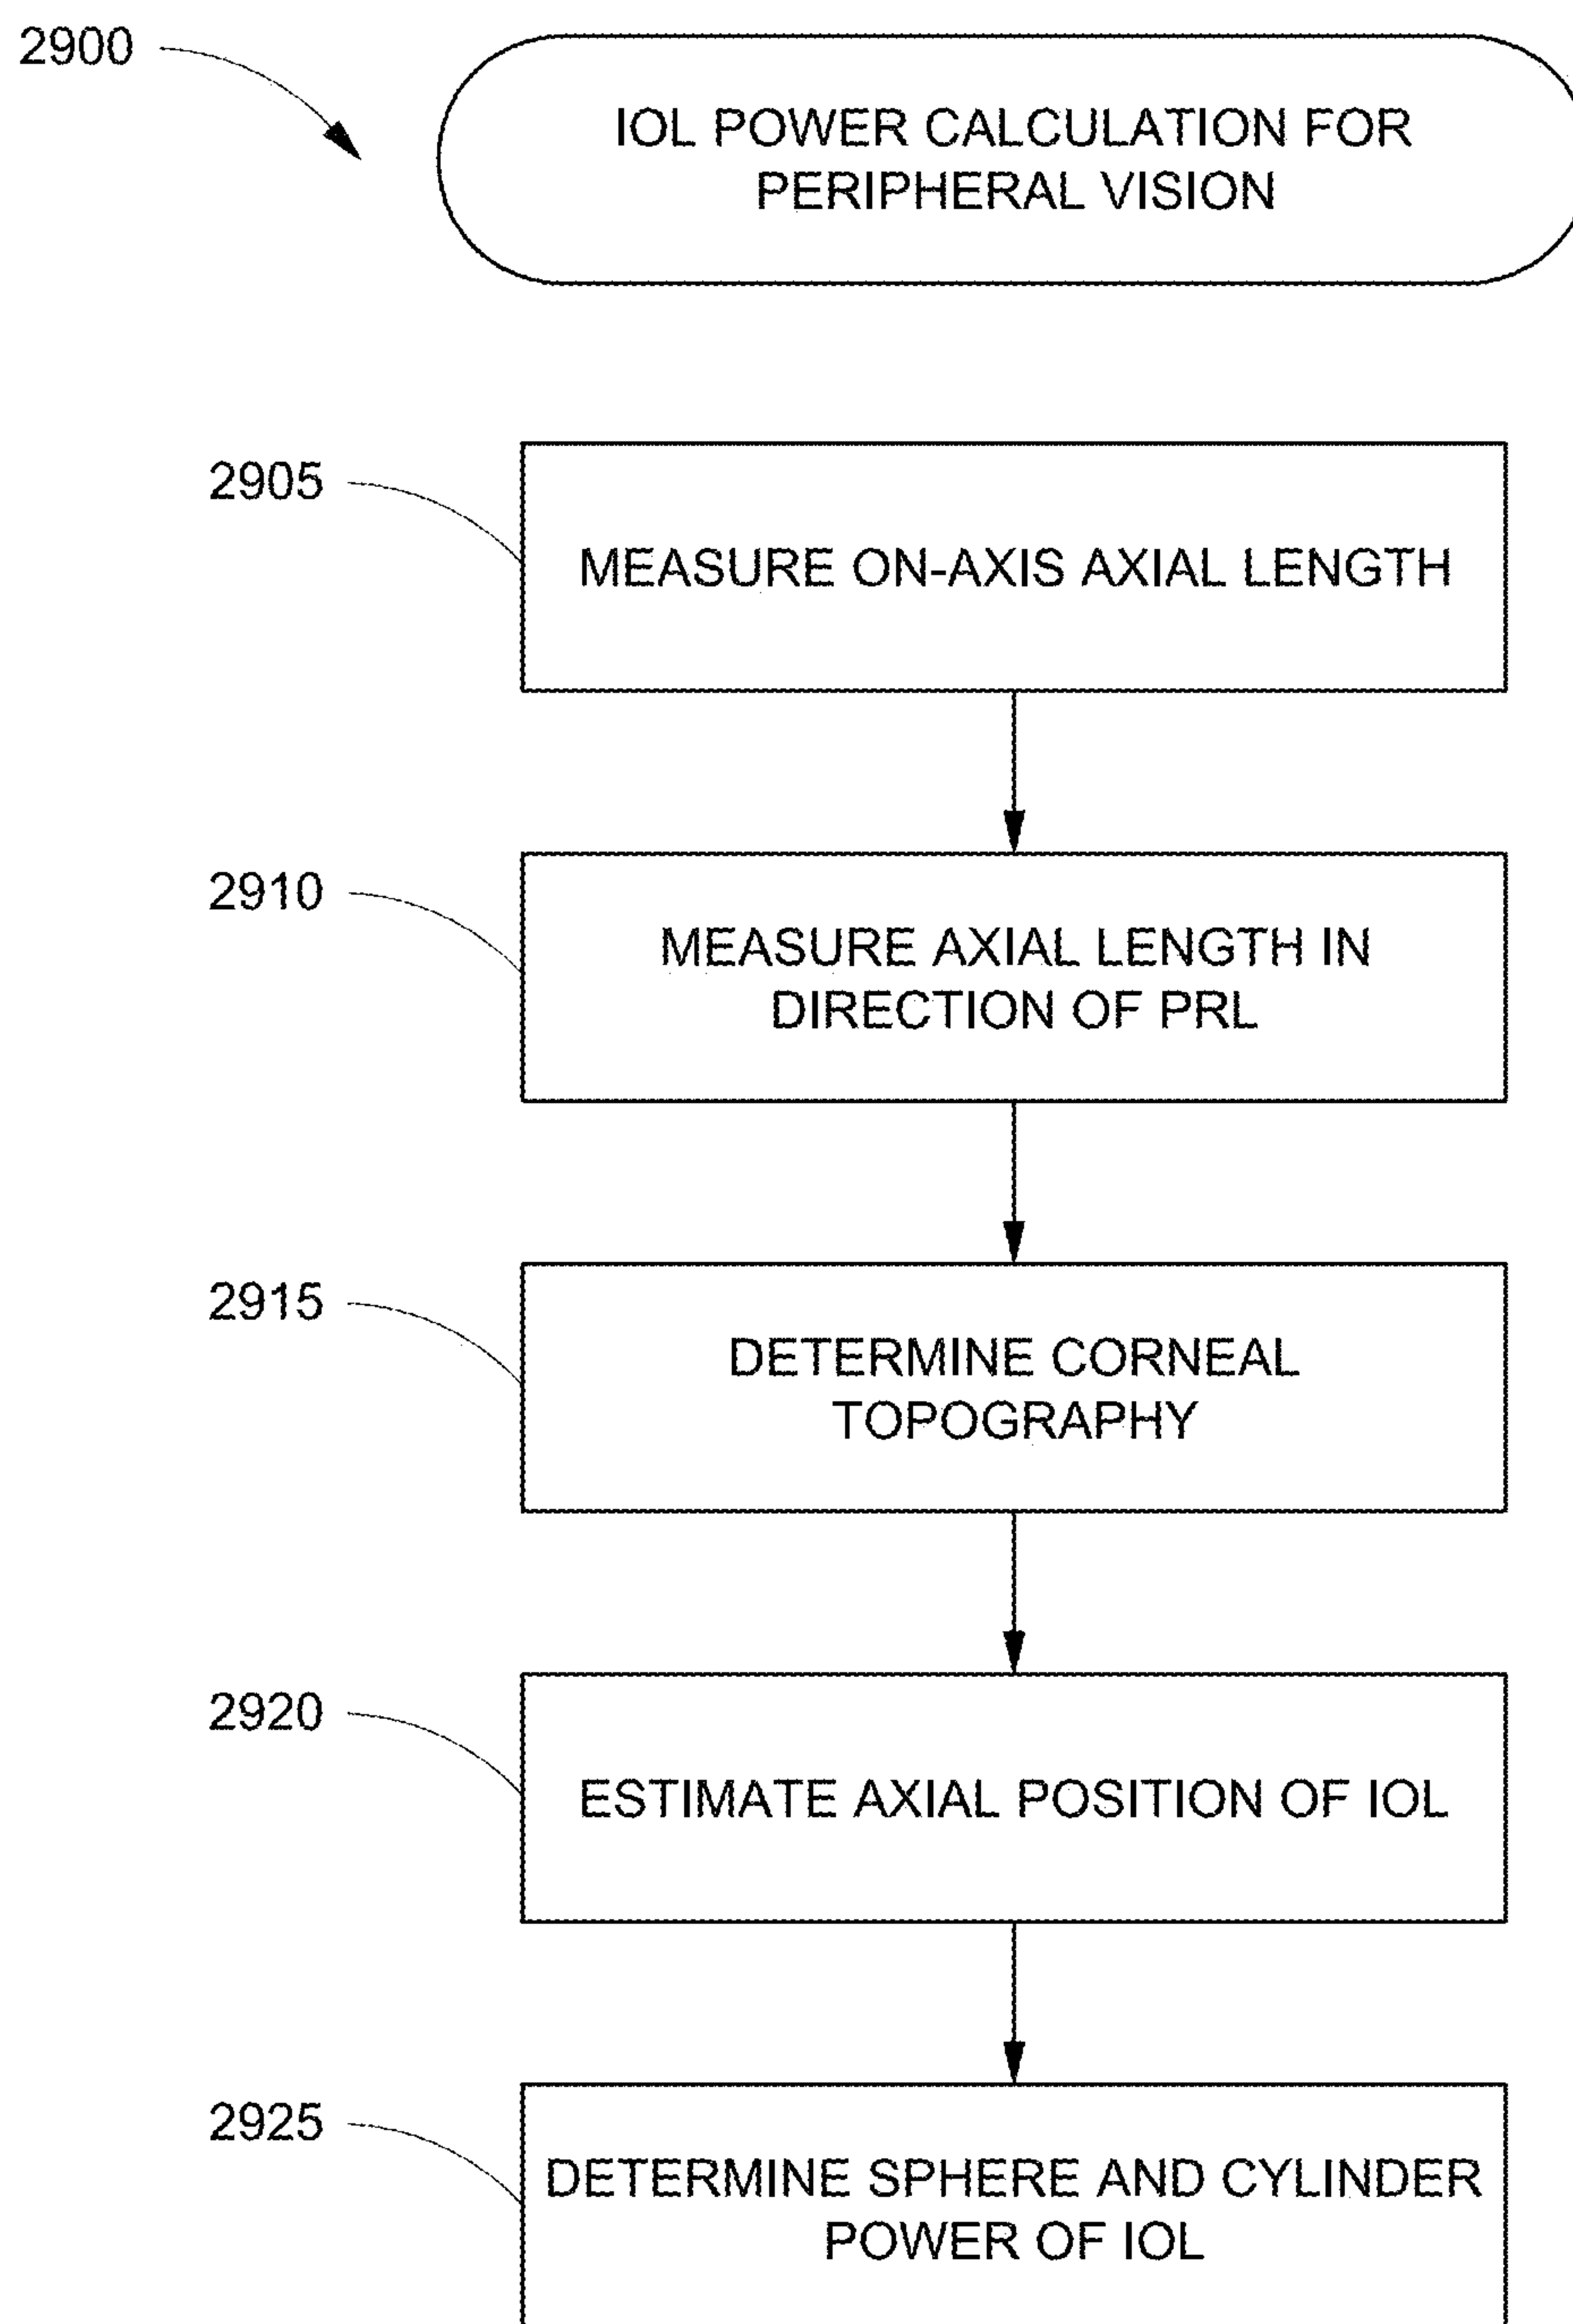 2900
IOL POWER CALCULATION FOR
PERIPHERAL VISION
2905
MEASURE ON-AXIS AXIAL LENGTH
2910
MEASURE AXIAL LENGTH IN
DIRECTION OF PRL
2915
DETERMINE CORNEAL
TOPOGRAPHY
2920
ESTIMATE AXIAL POSITION OF IOL
2925
DETERMINE SPHERE AND CYLINDER
POWER OF IOL